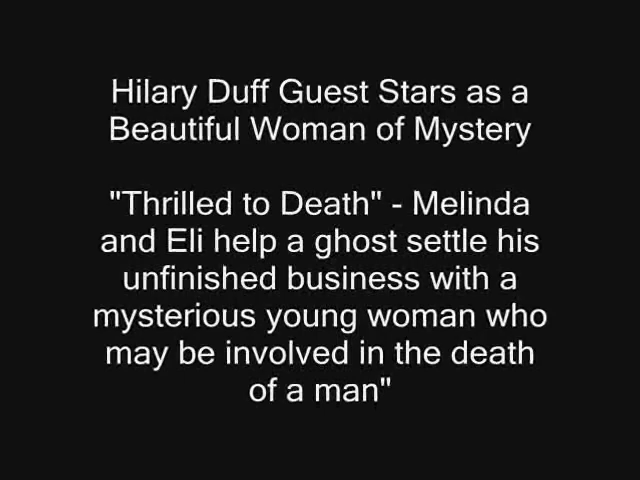 Hilary Duff Guest Stars as a
Beautiful Woman of Mystery
"Thrilled to Death" - Melinda
and Eli help a ghost settle his
unfinished business with a
mysterious young woman who
may be involved in the death
of a man"